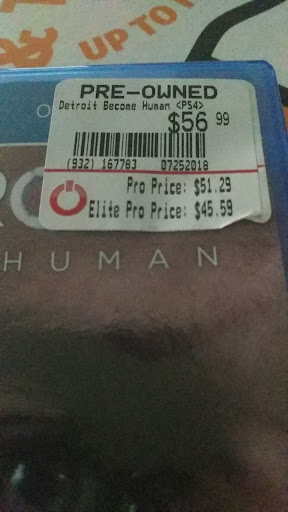 UP TO
PRE-OWNED
Detroit Become Human <PS4>
$56 99
(932) 167783 07252018
Pro Price: $51.29
Elite Pro Price: $45.59
HUMAN